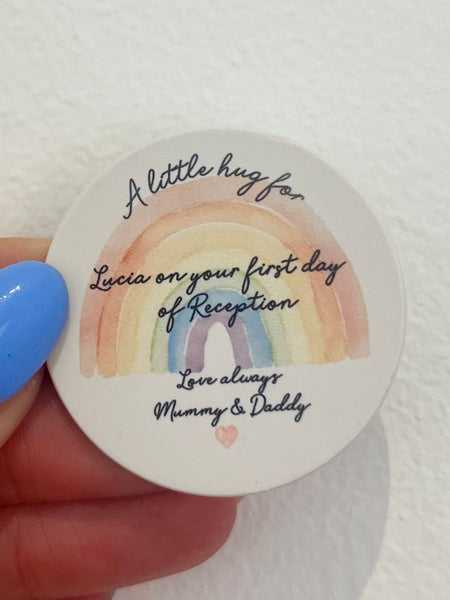 A little hug for
Lucia on your first day
of Reception
Love always
Mummy & Daddy